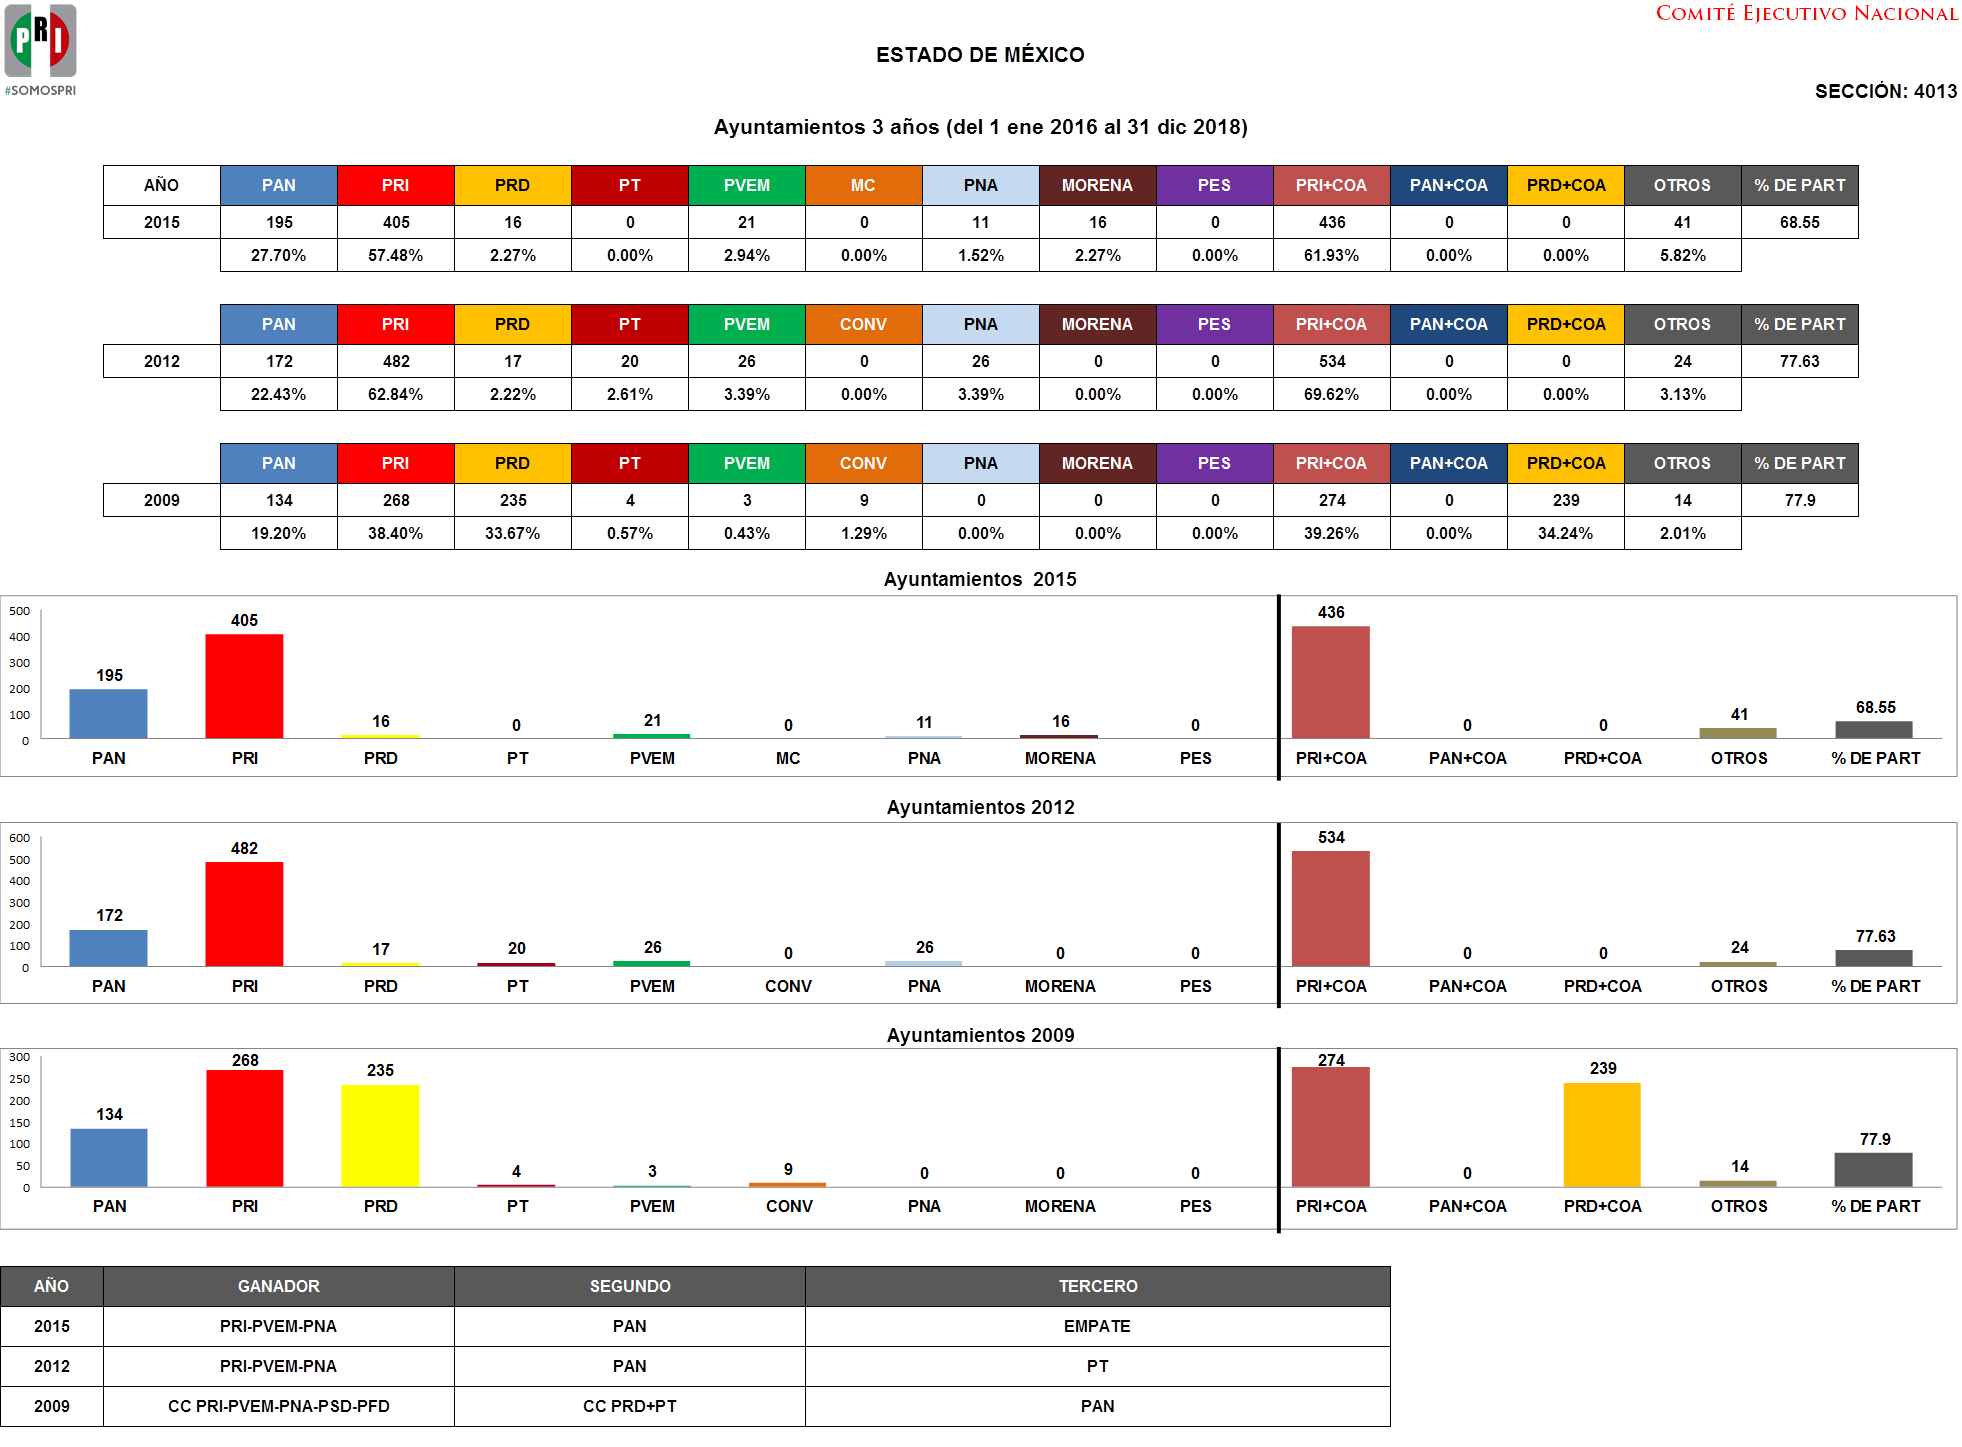 PRI
#SOMOSPRI
COMITÉ EJECUTIVO NACIONAL
ESTADO DE MÉXICO
SECCIÓN: 4013
Ayuntamientos 3 años (del 1 ene 2016 al 31 dic 2018)
AÑO PAN PRI PRD PT PVEM MC PNA MORENA PES PRI+COA PAN+COA PRD+COA OTROS % DE PART
2015 195 405 16 0 21 0 11 16 0 436 0 0 41 68.55
27.70% 57.48% 2.27% 0.00% 2.94% 0.00% 1.52% 2.27% 0.00% 61.93% 0.00% 0.00% 5.82%
PAN PRI PRD PT PVEM CONV PNA MORENA PES PRI+COA PAN+COA PRD+COA OTROS % DE PART
2012 172 482 17 20 26 0 26 0 0 534 0 0 24 77.63
22.43% 62.84% 2.22% 2.61% 3.39% 0.00% 3.39% 0.00% 0.00% 69.62% 0.00% 0.00% 3.13%
PAN PRI PRD PT PVEM CONV PNA MORENA PES PRI+COA PAN+COA PRD+COA OTROS % DE PART
2009 134 268 235 4 3 9 0 0 0 274 0 239 14 77.9
19.20% 38.40% 33.67% 0.57% 0.43% 1.29% 0.00% 0.00% 0.00% 39.26% 0.00% 34.24% 2.01%
Ayuntamientos 2015
500
400
300
200
100
0
195 405 16 0 21 0 11 16 0 436 0 0 41 68.55
PAN PRI PRD PT PVEM MC PNA MORENA PES PRI+COA PAN+COA PRD+COA OTROS % DE PART
Ayuntamientos 2012
600
500
400
300
200
100
0
172 482 17 20 26 0 26 0 0 534 0 0 24 77.63
PAN PRI PRD PT PVEM CONV PNA MORENA PES PRI+COA PAN+COA PRD+COA OTROS % DE PART
Ayuntamientos 2009
300
250
200
150
100
50
0
134 268 235 4 3 9 0 0 0 274 0 239 14 77.9
PAN PRI PRD PT PVEM CONV PNA MORENA PES PRI+COA PAN+COA PRD+COA OTROS % DE PART
AÑO GANADOR SEGUNDO TERCERO
2015 PRI-PVEM-PNA PAN EMPATE
2012 PRI-PVEM-PNA PAN PT
2009 CC PRI-PVEM-PNA-PSD-PFD CC PRD+PT PAN